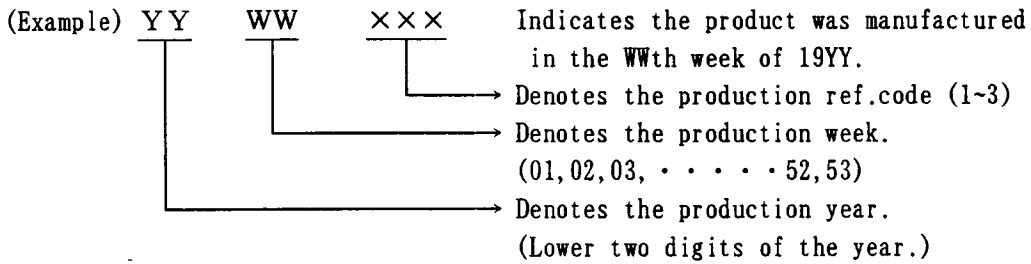 (Example) YY WW ××× Indicates the product was manufactured
in the WWth week of 19YY.
Denotes the production ref.code (1~3)
Denotes the production week.
(01,02,03, ・ ・ ・ ・ ・ 52,53)
Denotes the production year.
(Lower two digits of the year.)